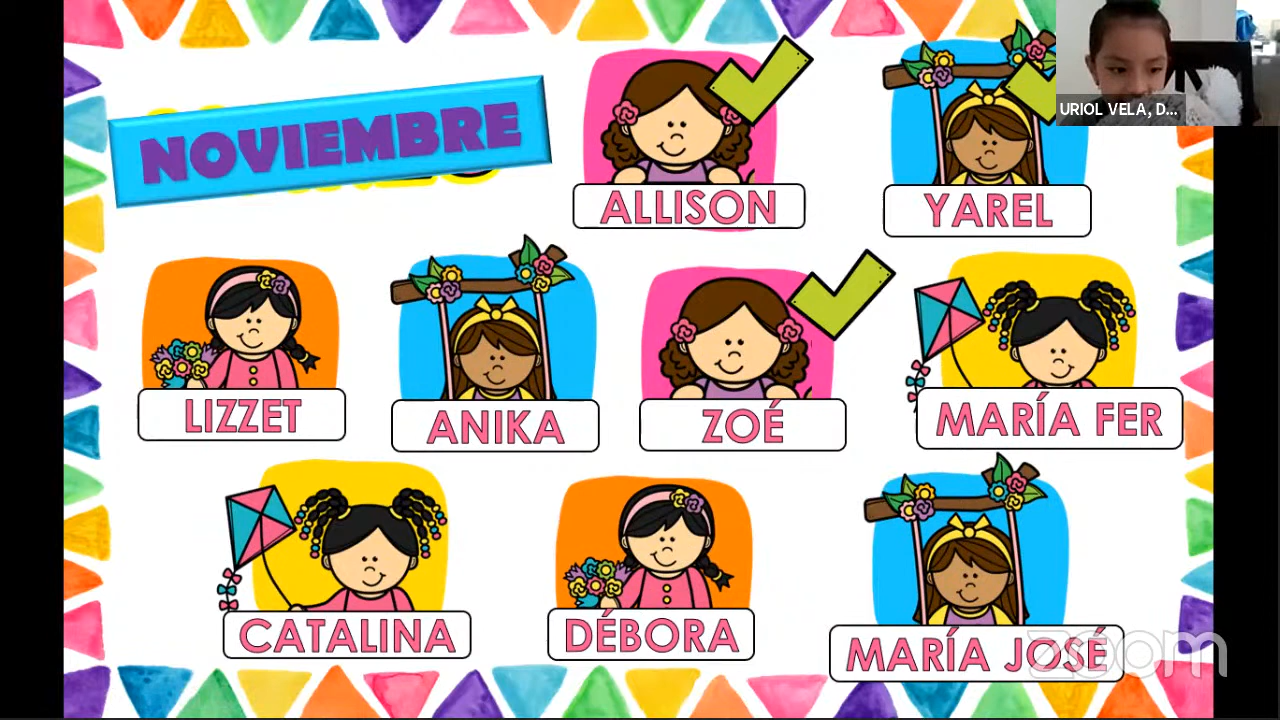 NOVIEMBRE
ALLISON
YAREL
URIOL VELA, D...
LIZZET
ANIKA
ZOÉ
MARÍA FER
CATALINA
DÉBORA
MARÍA JOSÉ
zoom